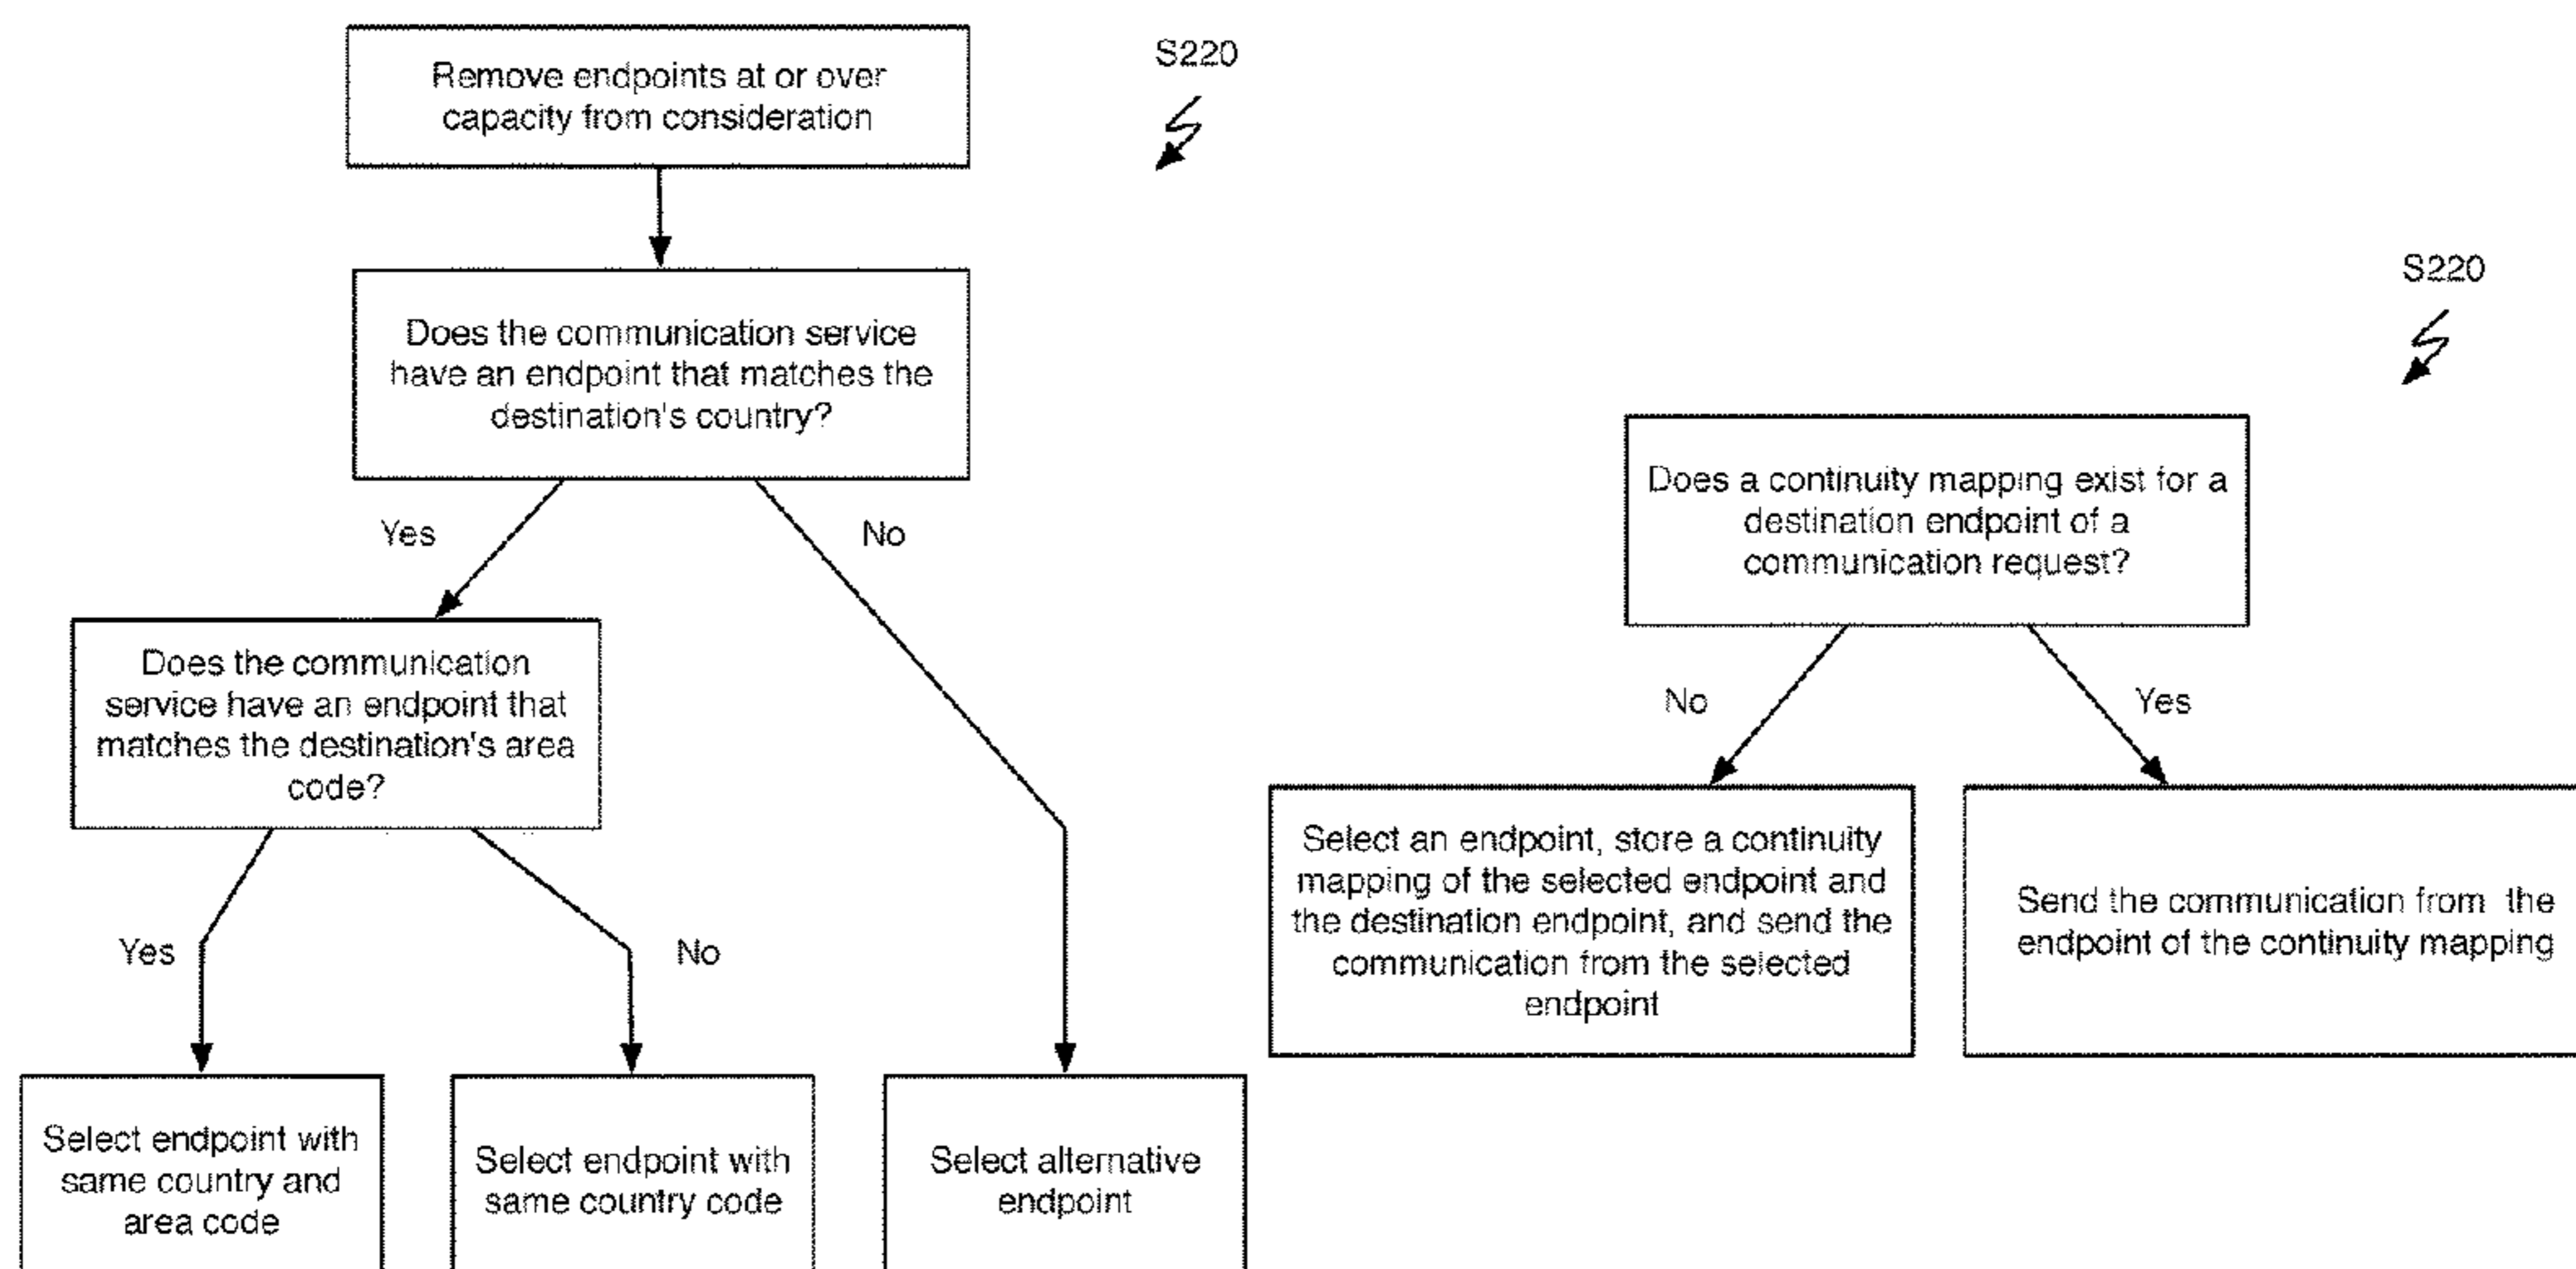 Remove endpoints at or over
capacity from consideration
S220
Does the communication service
have an endpoint that matches the
destination's country?
Yes
No
Does the communication
service have an endpoint that
matches the destination's area
code?
Yes
No
Select endpoint with
same country and
area code
Select endpoint with
same country code
Select alternative
endpoint
S220
Does a continuity mapping exist for a
destination endpoint of a
communication request?
No
Yes
Select an endpoint, store a continuity
mapping of the selected endpoint and
the destination endpoint, and send the
communication from the selected
endpoint
Send the communication from the
endpoint of the continuity mapping